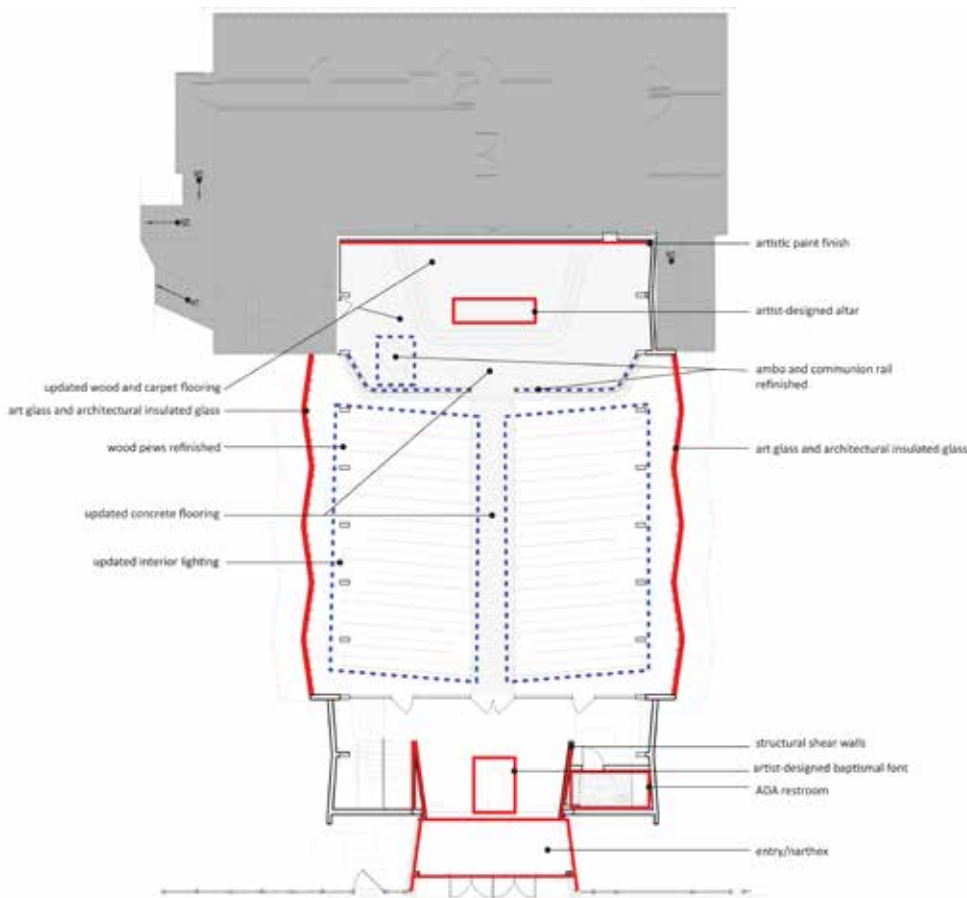 artistic paint finish
artist-designed altar
ambo and communion rail
refinished
updated wood and carpet flooring
art glass and architectural insulated glass
wood pews refinished
art glass and architectural insulated glass
updated concrete flooring
updated interior lighting
structural shear walls
artist-designed baptismal font
ADA restroom
entry/narthex